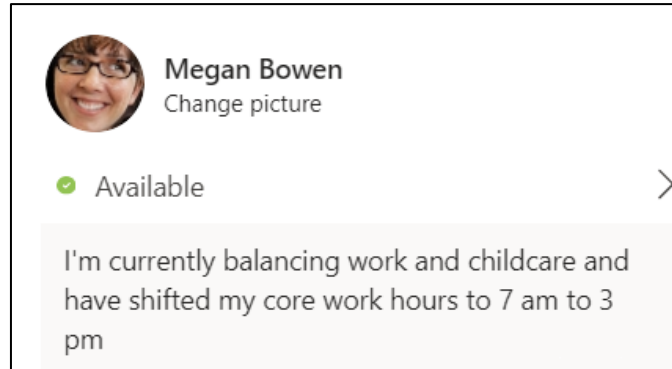 Megan Bowen
Change picture
Available
I'm currently balancing work and childcare and
have shifted my core work hours to 7 am to 3
pm